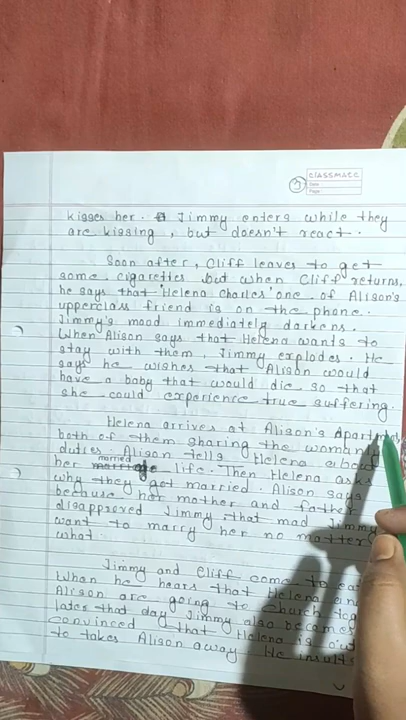 3
CLASSMATE
Date
Page
kisses her. Jimmy enters while they
are kissing, but doesn't react.
Soon after, Cliff leaves to get
some cigarettes but when Cliff returns,
he says that 'Helena Charles' one of Alison's
upperclass friend is on the phone.
Jimmy's mood immediately darkens.
When Alison says that Helena wants to
stay with them, Jimmy explodes. He
says he wishes that Alison would
have a baby that would die so that
she could experience true suffering.
Helena arrives at Alison's
both of them sharing the womanly
duties. Alison tells Helena about
her married life. Then Helena asks
why they got married. Alison says
because her mother and father
disapproved Jimmy that mad Jimmy
want to marry her no matter
what.
Jimmy and Cliff come to eat
When he hears that Helena and
Alison are going to church
later that day Jimmy also becomes
convinced that Helena is out
to takes Alison away He insults